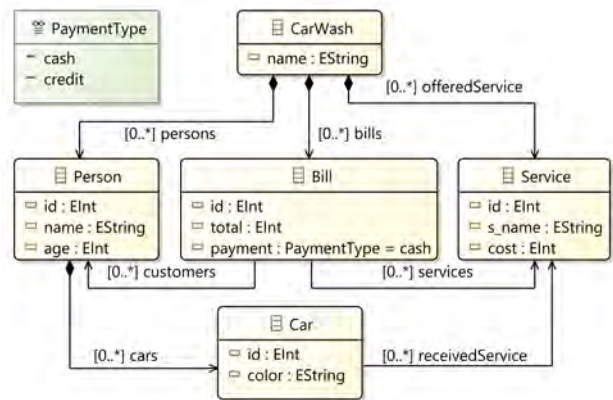 PaymentType
cash
credit
CarWash
name : EString
[0..*] offeredService
[0..*] persons
[0..*] bills
Person
id : EInt
name : EString
age : EInt
Bill
id : EInt
total : EInt
payment : PaymentType = cash
Service
id : EInt
s_name : EString
cost : EInt
[0..*] customers
[0..*] services
Car
id : EInt
color : EString
[0..*] cars
[0..*] receivedService